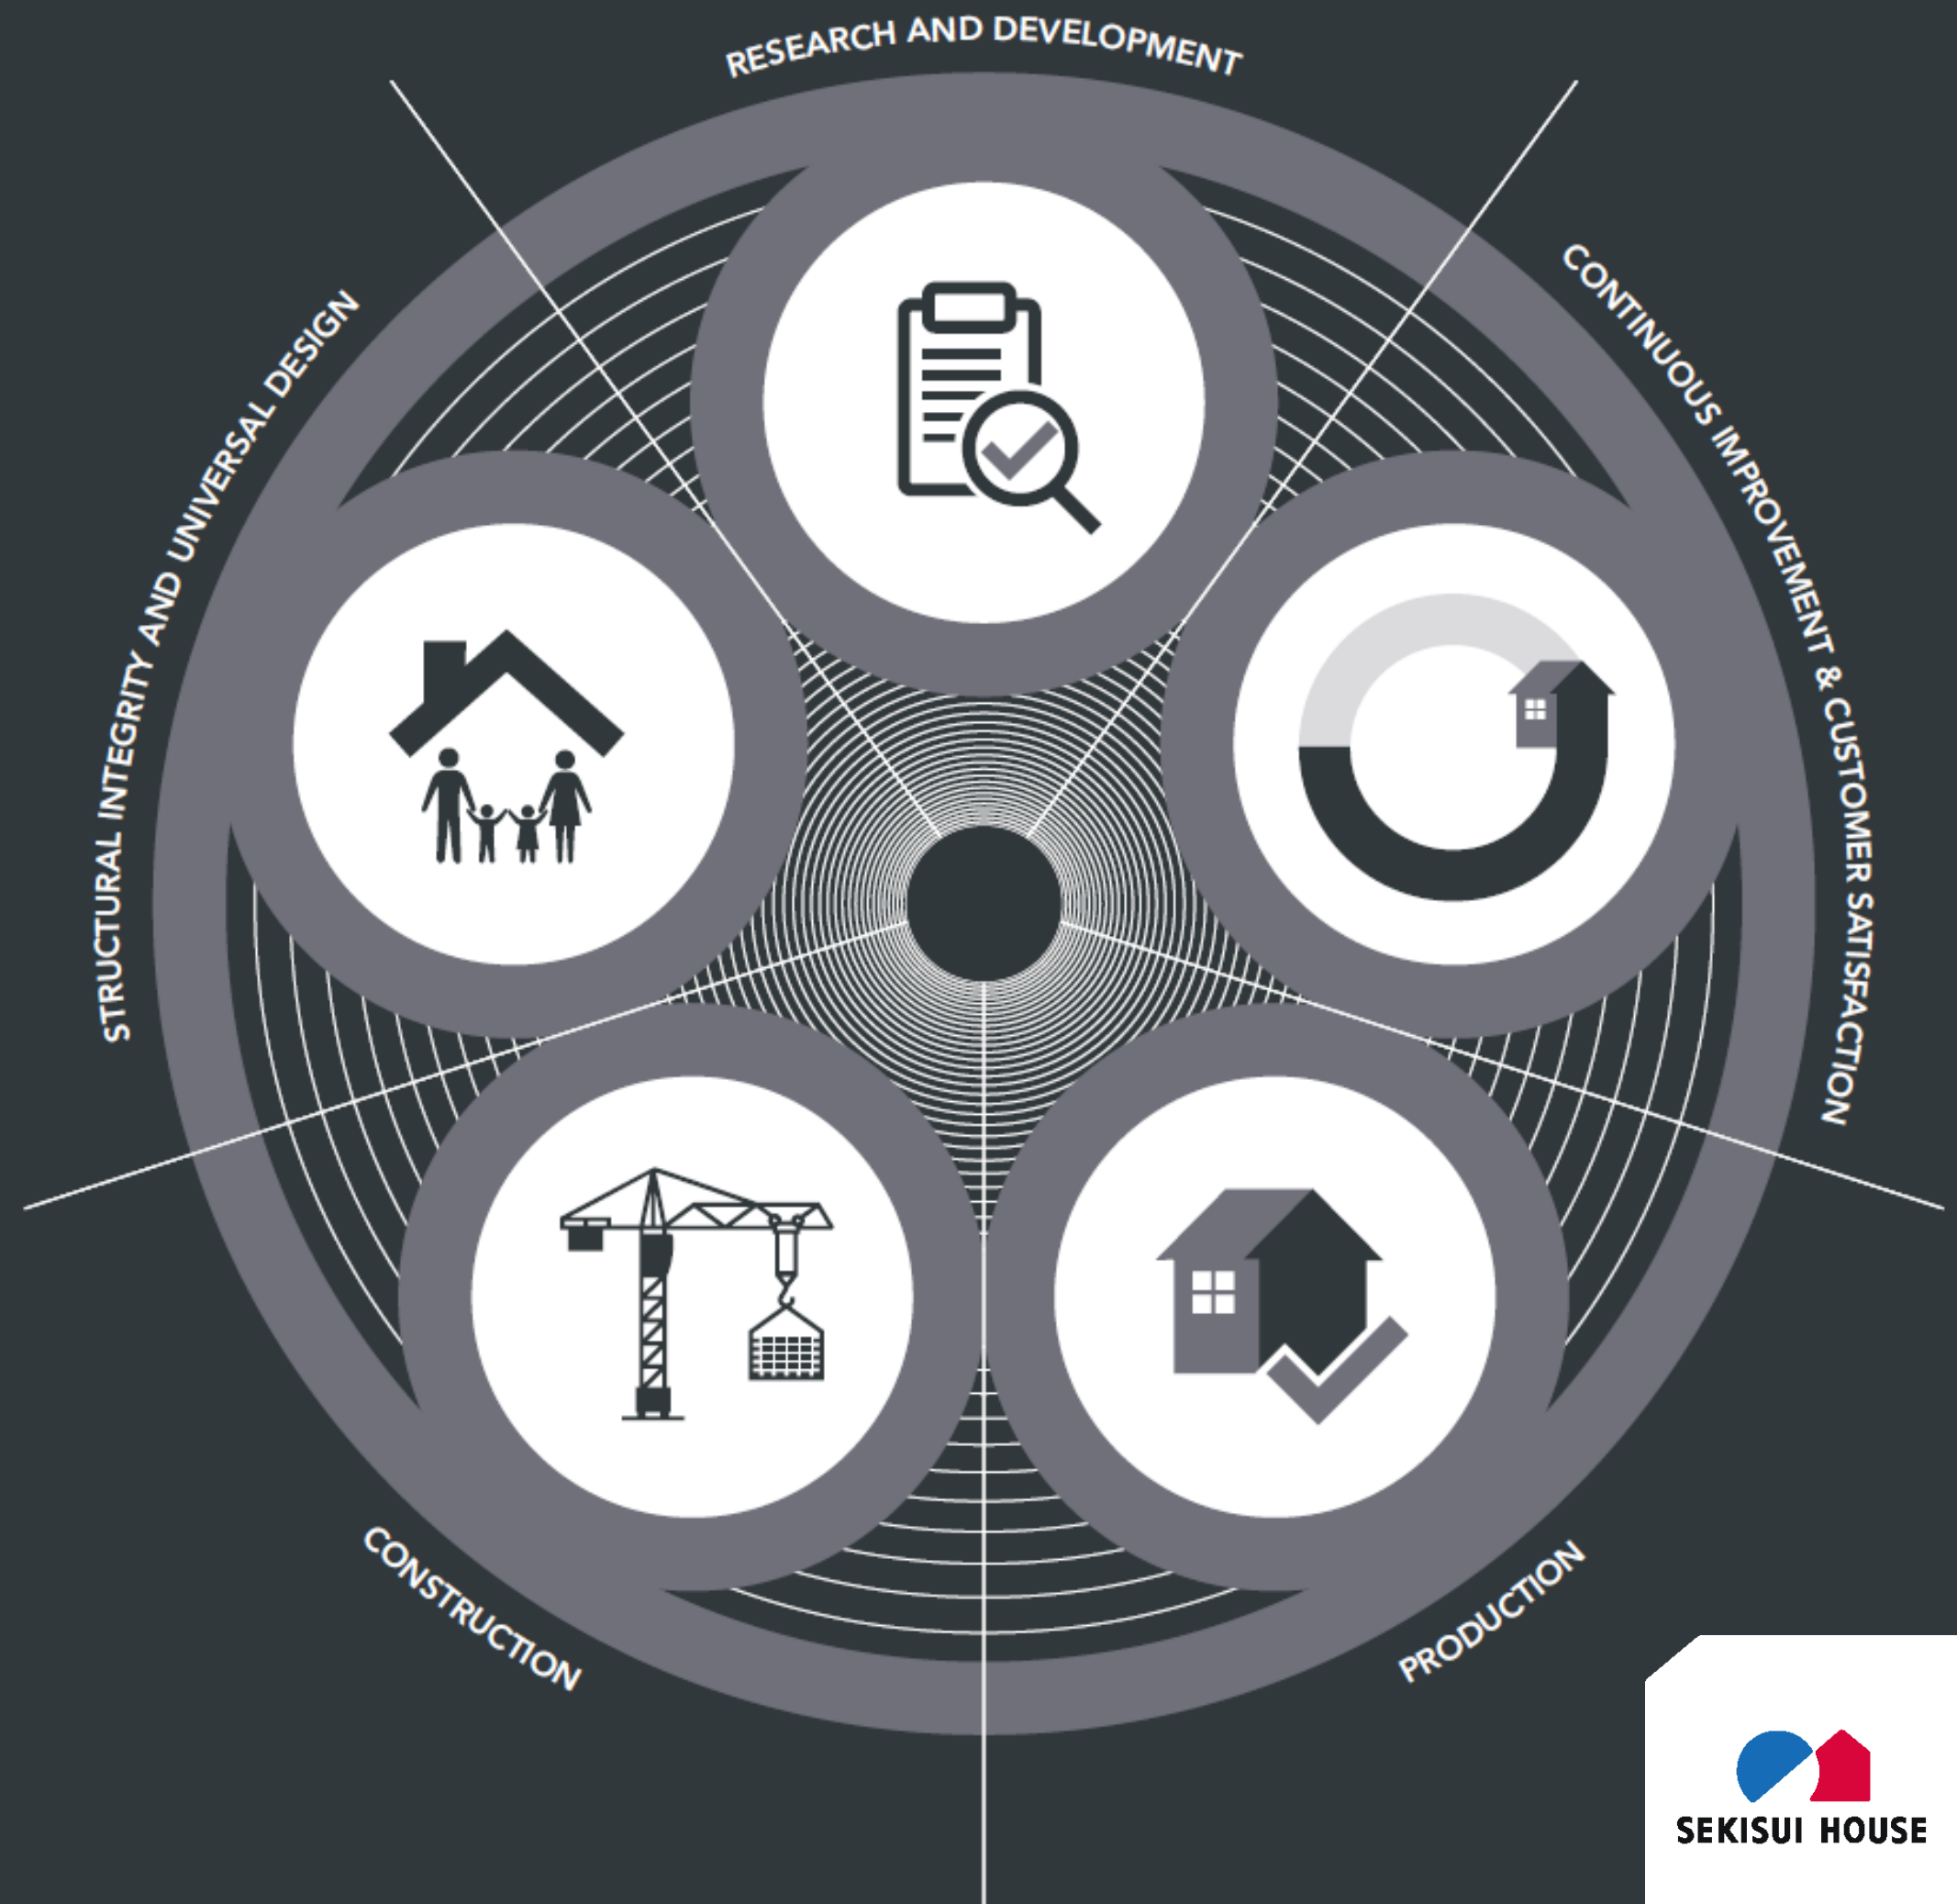 RESEARCH AND DEVELOPMENT
CONTINUOUS IMPROVEMENT & CUSTOMER SATISFACTION
STRUCTURAL INTEGRITY AND UNIVERSAL DESIGN
CONSTRUCTION
PRODUCTION
SEKISUI HOUSE